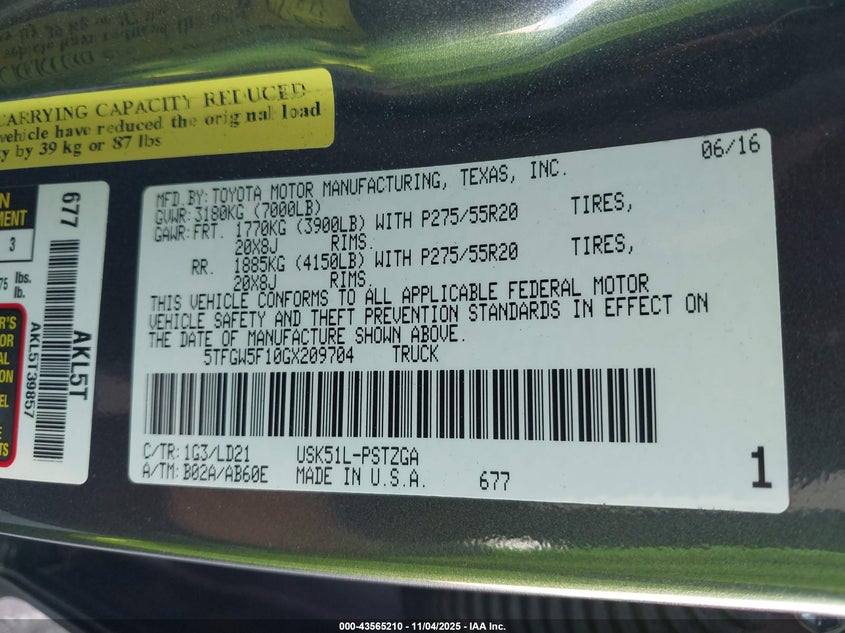 CARRYING CAPACITY REDUCED
vehicle have reduced the original load
by 39 kg or 87 lbs
06/16
MFD BY: TOYOTA MOTOR MANUFACTURING, TEXAS, INC.
GVWR: 3180KG (7000LB)
GAWR: FRT. 1770KG (3900LB) WITH P275/55R20 TIRES,
20X8J RIMS.
RR. 1885KG (4150LB) WITH P275/55R20 TIRES,
20X8J RIMS.
THIS VEHICLE CONFORMS TO ALL APPLICABLE FEDERAL MOTOR
VEHICLE SAFETY AND THEFT PREVENTION STANDARDS IN EFFECT ON
THE DATE OF MANUFACTURE SHOWN ABOVE.
5TFGW5F10GX209704 TRUCK
C/TR: 1G3/LD21 USK51L-PSTZGA
A/TM: B02A/AB60E MADE IN U.S.A. 677
1
677
3
lbs.
lb.
AKL5T
AKL5T39857
000-43565210 - 11/04/2025 - IAA Inc.